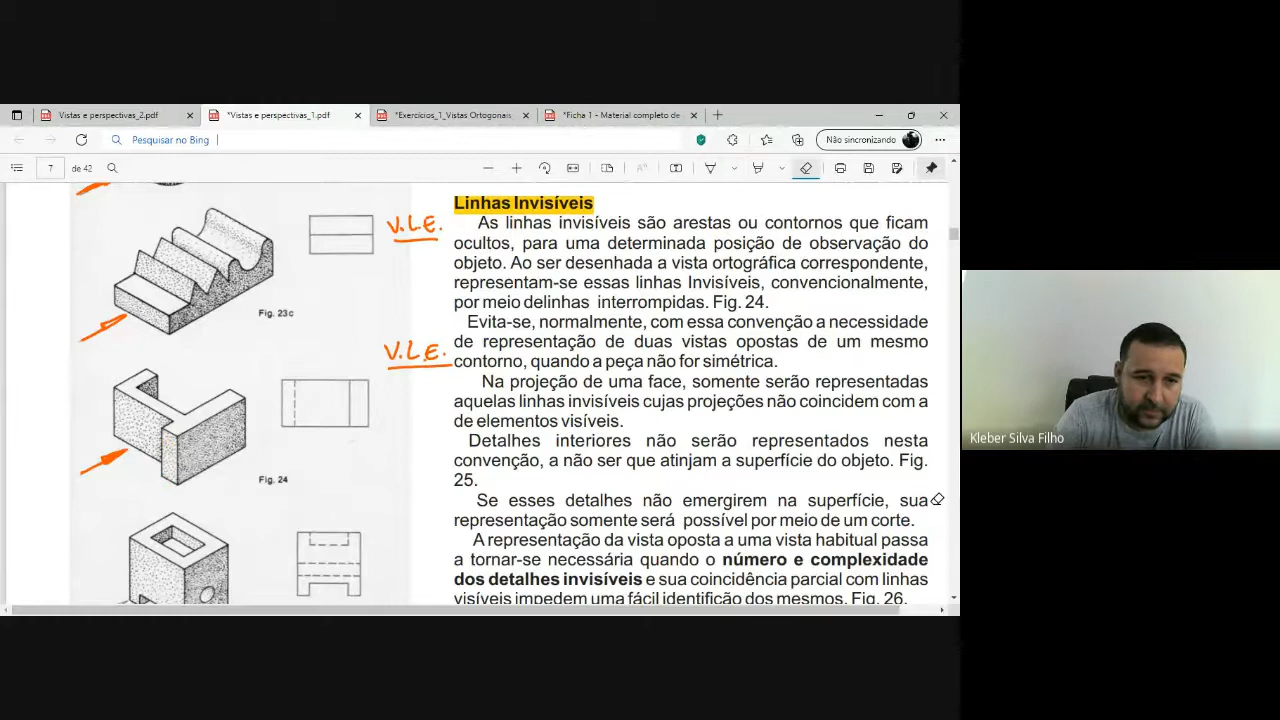 Vistas e perspectivas_2.pdf
*Vistas e perspectivas_1.pdf
*Exercícios_1_Vistas Ortogonais
*Ficha 1 - Material completo de
Pesquisar no Bing
Não sincronizando
7
de 42
Linhas Invisíveis
As linhas invisíveis são arestas ou contornos que ficam
ocultos, para uma determinada posição de observação do
objeto. Ao ser desenhada a vista ortográfica correspondente,
representam-se essas linhas Invisíveis, convencionalmente,
por meio delinhas interrompidas. Fig. 24.
Evita-se, normalmente, com essa convenção a necessidade
de representação de duas vistas opostas de um mesmo
contorno, quando a peça não for simétrica.
Na projeção de uma face, somente serão representadas
aquelas linhas invisíveis cujas projeções não coincidem com a
de elementos visíveis.
Detalhes interiores não serão representados nesta
convenção, a não ser que atinjam a superfície do objeto. Fig.
25.
Se esses detalhes não emergirem na superfície, sua
representação somente será possível por meio de um corte.
A representação da vista oposta a uma vista habitual passa
a tornar-se necessária quando o número e complexidade
dos detalhes invisíveis e sua coincidência parcial com linhas
visíveis impedem uma fácil identifição dos mesmos. Fig. 26.
V.L.E.
Fig. 23c
V.L.E.
Fig. 24
Kleber Silva Filho